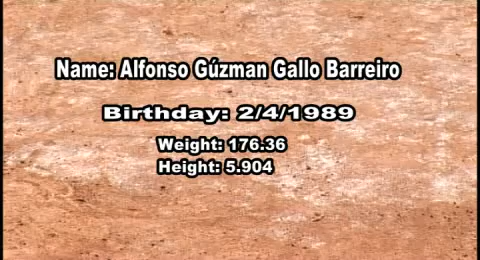 Name: Alfonso Gúzman Gallo Barreiro
Birthday: 2/4/1989
Weight: 176.36
Height: 5.904